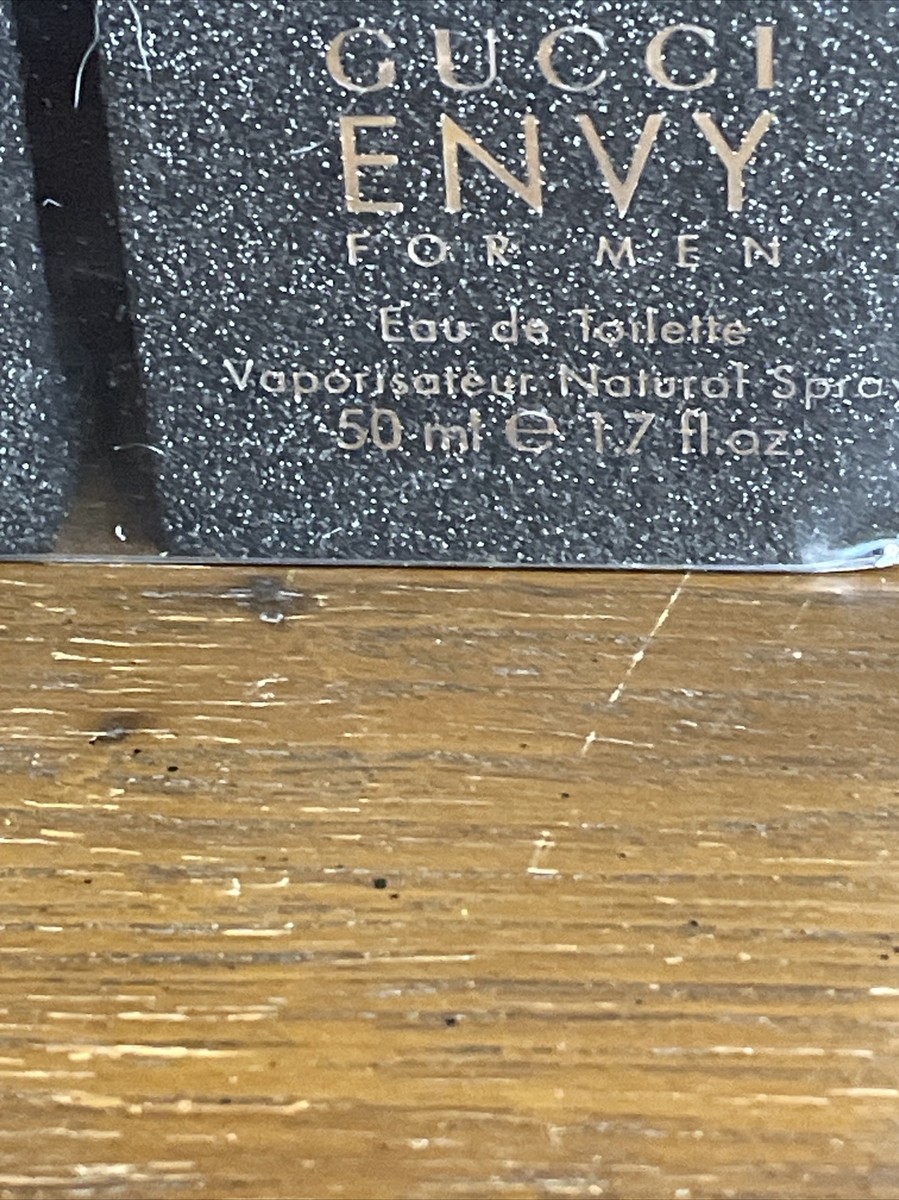 GUCCI
ENVY
FOR MEN
Eau de Toilette
Vaporisateur Natural Spray
50 ml ℮ 1.7 fl.oz.